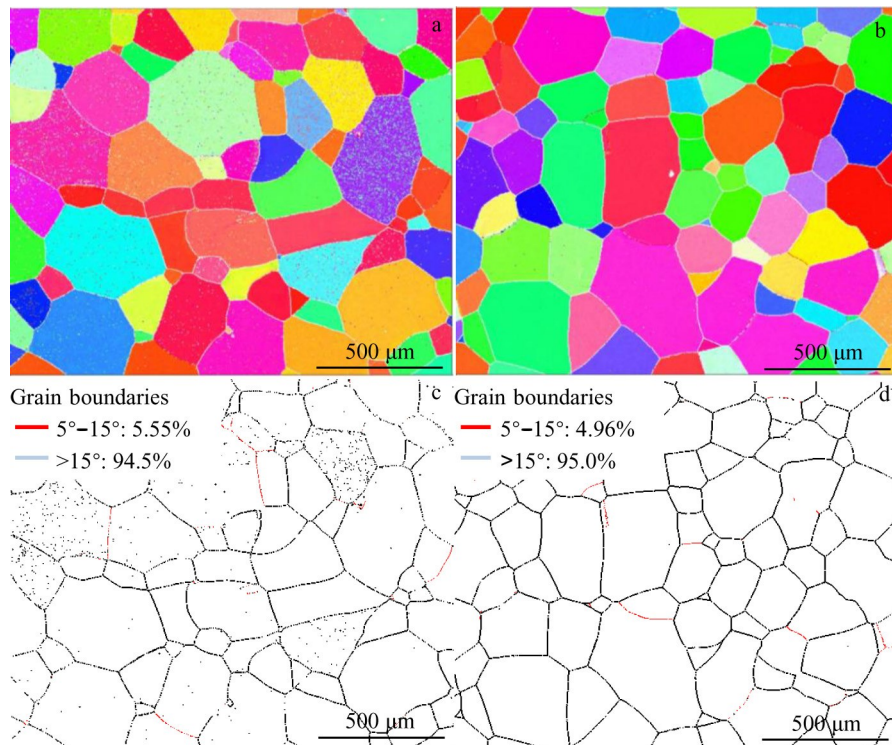 a
b
500 μm
500 μm
Grain boundaries
5°–15°: 5.55%
>15°: 94.5%
c
500 μm
Grain boundaries
5°–15°: 4.96%
>15°: 95.0%
d
500 μm